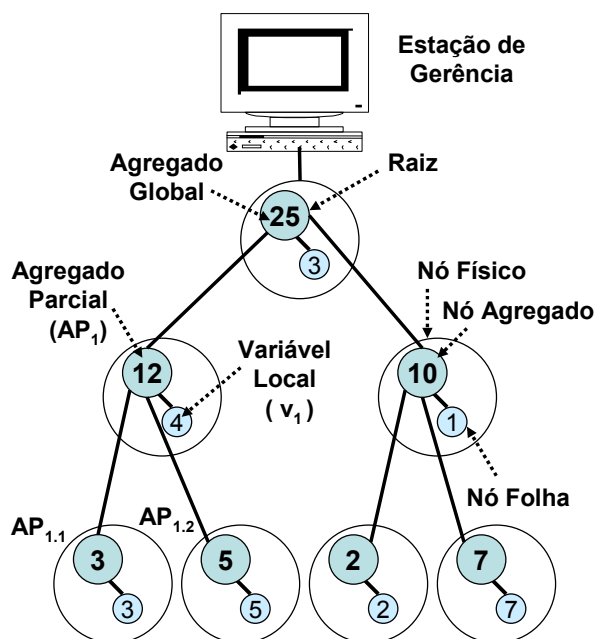 Estação de
Gerência
Agregado
Global
Raiz
25
3
Agregado
Parcial
(AP1)
Nó Físico
Nó Agregado
Variável
Local
( v1 )
12
4
10
1
Nó Folha
AP1.1
AP1.2
3
3
5
5
2
2
7
7